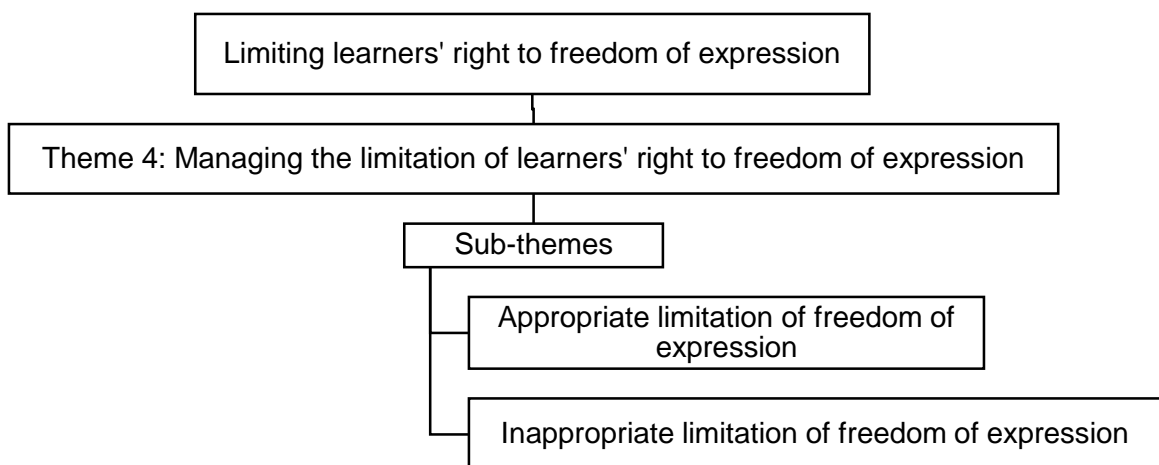 Limiting learners' right to freedom of expression
Theme 4: Managing the limitation of learners' right to freedom of expression
Sub-themes
Appropriate limitation of freedom of
expression
Inappropriate limitation of freedom of expression